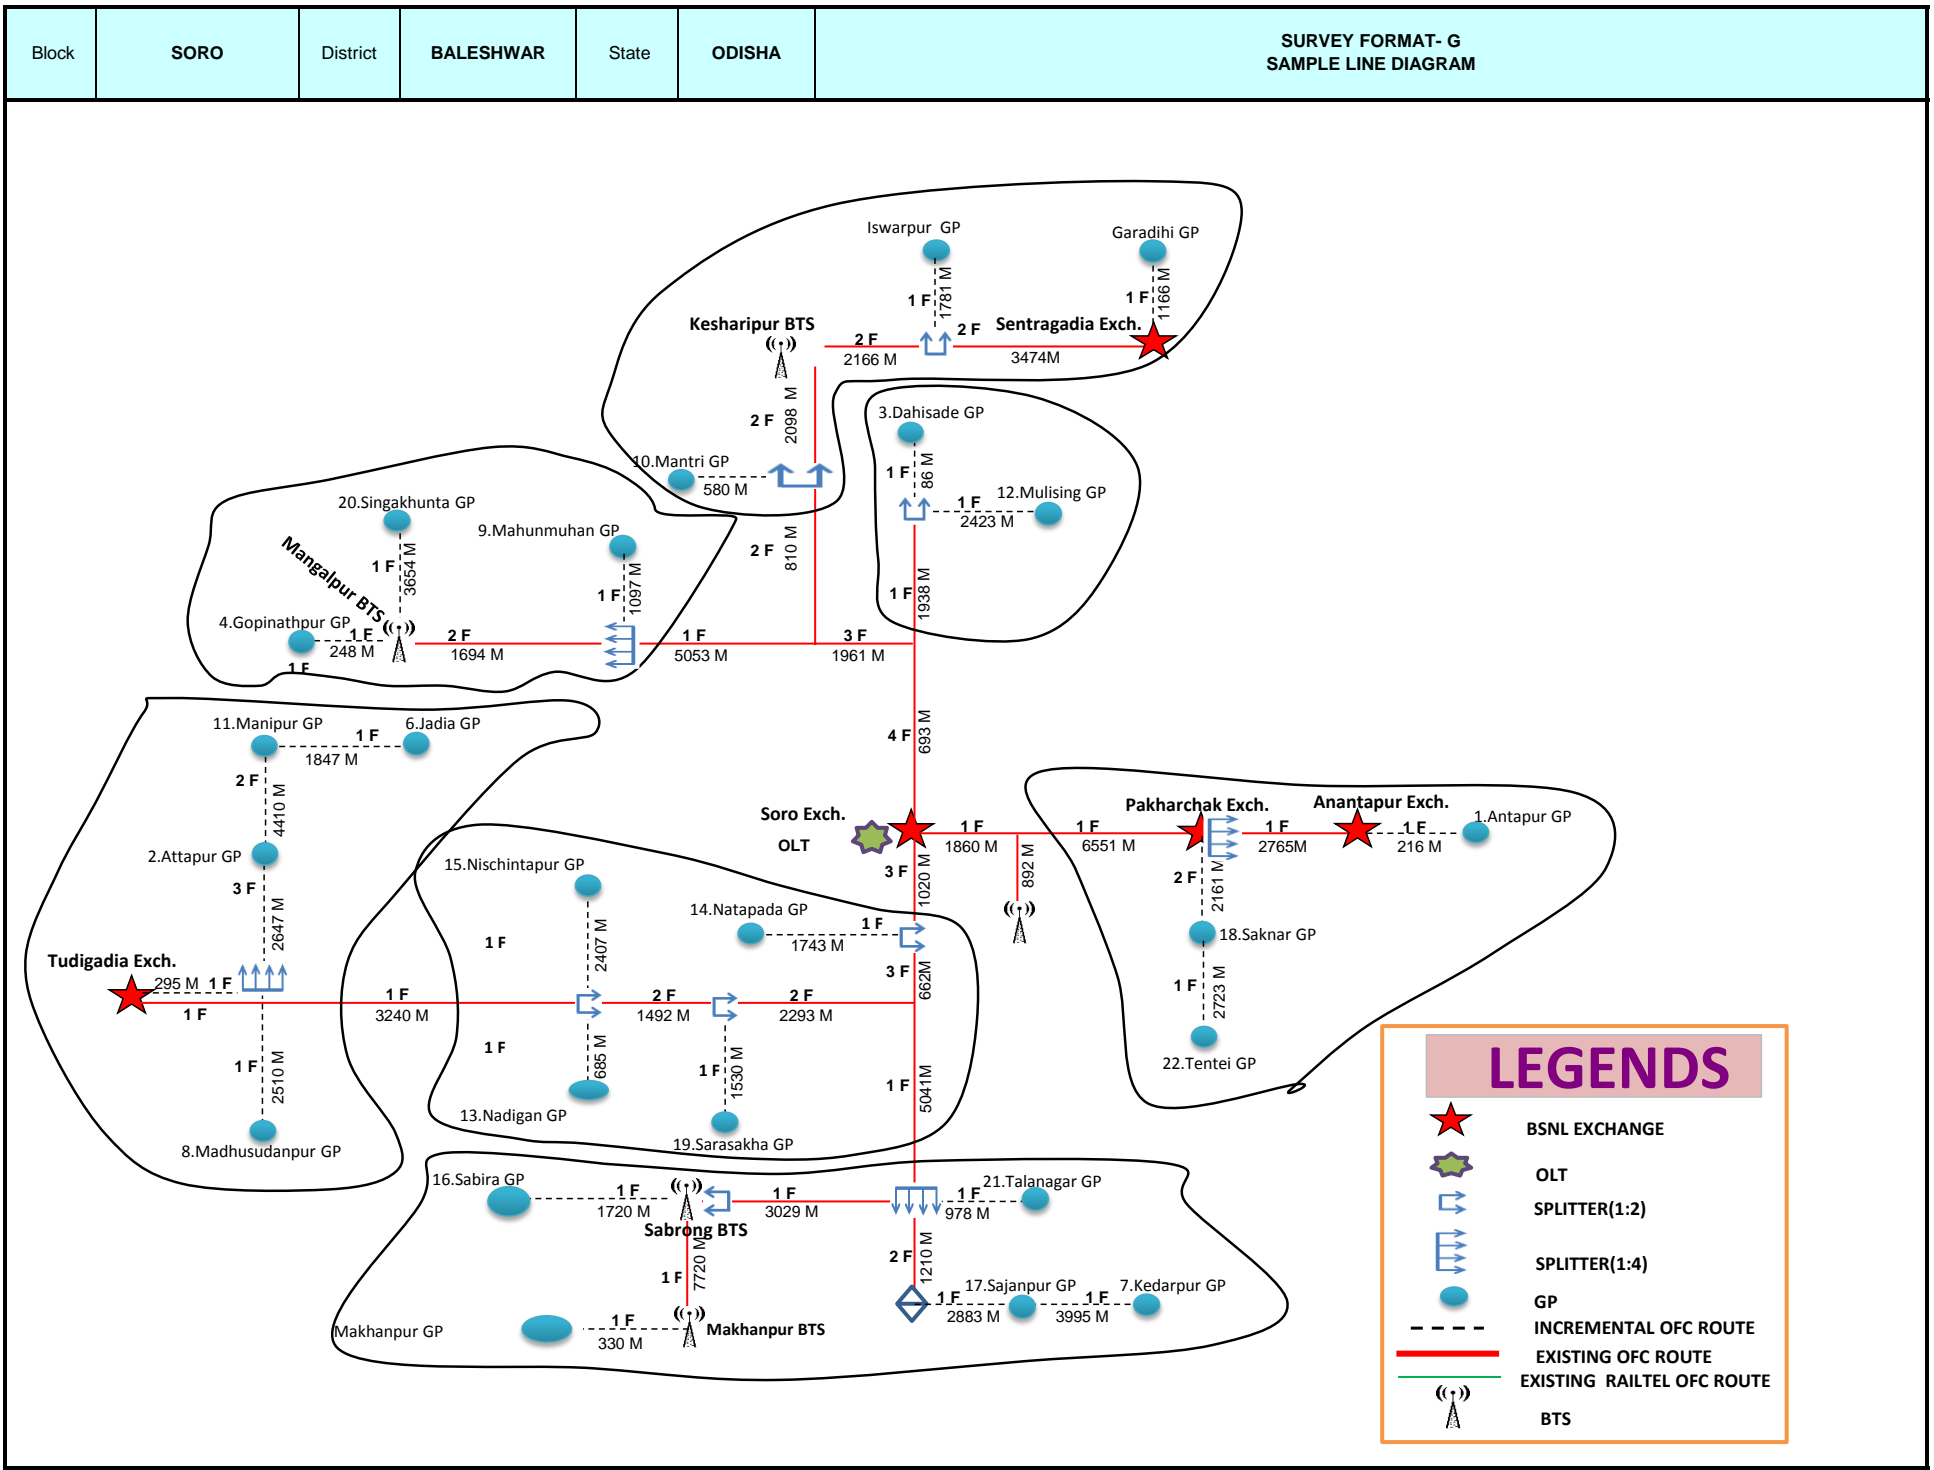 Block SORO District BALESHWAR State ODISHA SURVEY FORMAT- G
SAMPLE LINE DIAGRAM
Iswarpur GP
Garadihi GP
1 F
1781 M
1 F
1166 M
Kesharipur BTS
2 F
2166 M
2 F
Sentragadia Exch.
3474M
2 F
2098 M
10.Mantri GP
580 M
3.Dahisade GP
1 F
86 M
1 F
2423 M
12.Mulising GP
1 F
1938 M
2 F
810 M
20.Singakhunta GP
1 F
3654 M
9.Mahunmuhan GP
1 F
1097 M
Mangalpur BTS
4.Gopinathpur GP
1 F
248 M
1 F
2 F
1694 M
1 F
5053 M
3 F
1961 M
4 F
693 M
11.Manipur GP
1 F
1847 M
6.Jadia GP
2 F
4410 M
2.Attapur GP
3 F
2647 M
Tudigadia Exch.
295 M
1 F
1 F
1 F
2510 M
8.Madhusudanpur GP
1 F
3240 M
Soro Exch.
OLT
1 F
1860 M
892 M
1 F
6551 M
Pakharchak Exch.
1 F
2765M
Anantapur Exch.
1 F
216 M
1.Antapur GP
2 F
2161 M
18.Saknar GP
1 F
2723 M
22.Tentei GP
3 F
1020 M
15.Nischintapur GP
1 F
2407 M
14.Natapada GP
1 F
1743 M
3 F
662M
2 F
1492 M
2 F
2293 M
1 F
685 M
13.Nadigan GP
1 F
1530 M
19.Sarasakha GP
1 F
5041M
16.Sabira GP
1 F
1720 M
Sabrong BTS
1 F
3029 M
1 F
978 M
21.Talanagar GP
1 F
7720 M
2 F
1210 M
1 F
2883 M
17.Sajanpur GP
1 F
3995 M
7.Kedarpur GP
Makhanpur GP
1 F
330 M
Makhanpur BTS
LEGENDS
BSNL EXCHANGE
OLT
SPLITTER(1:2)
SPLITTER(1:4)
GP
INCREMENTAL OFC ROUTE
EXISTING OFC ROUTE
EXISTING RAILTEL OFC ROUTE
BTS